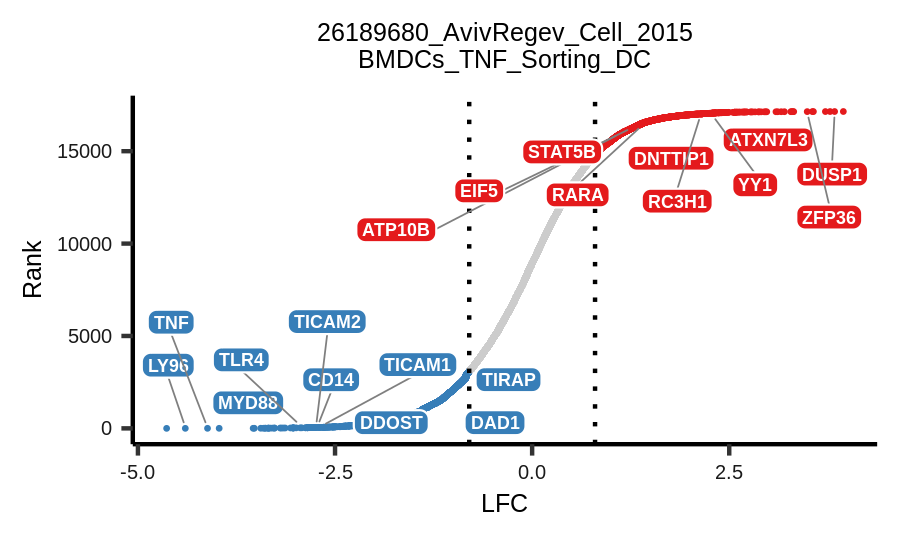 26189680_AvivRegev_Cell_2015
BMDCs_TNF_Sorting_DC
Rank
15000
10000
5000
0
STAT5B
EIF5
RARA
ATP10B
DNTTIP1
ATXN7L3
RC3H1
YY1
DUSP1
ZFP36
TNF
TICAM2
LY96
TLR4
TICAM1
CD14
TIRAP
MYD88
DDOST
DAD1
-5.0
-2.5
0.0
2.5
LFC